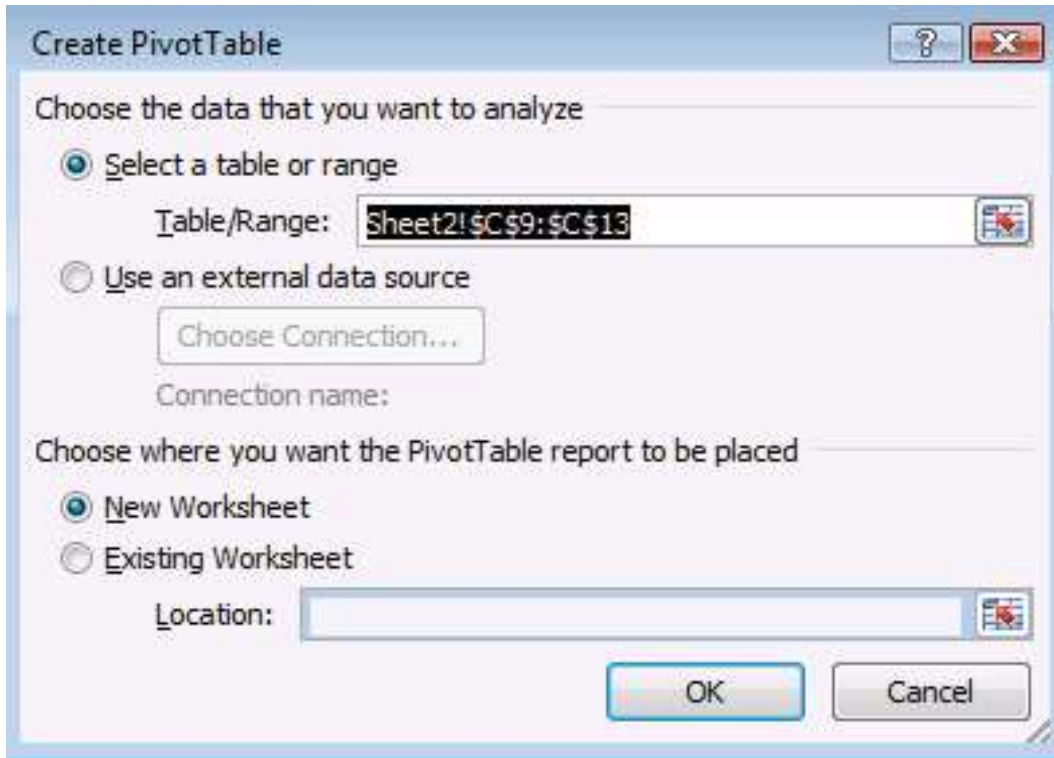 Create PivotTable
?
Choose the data that you want to analyze
Select a table or range
Table/Range: Sheet2!$C$9:$C$13
Use an external data source
Choose Connection...
Connection name:
Choose where you want the PivotTable report to be placed
New Worksheet
Existing Worksheet
Location:
OK Cancel